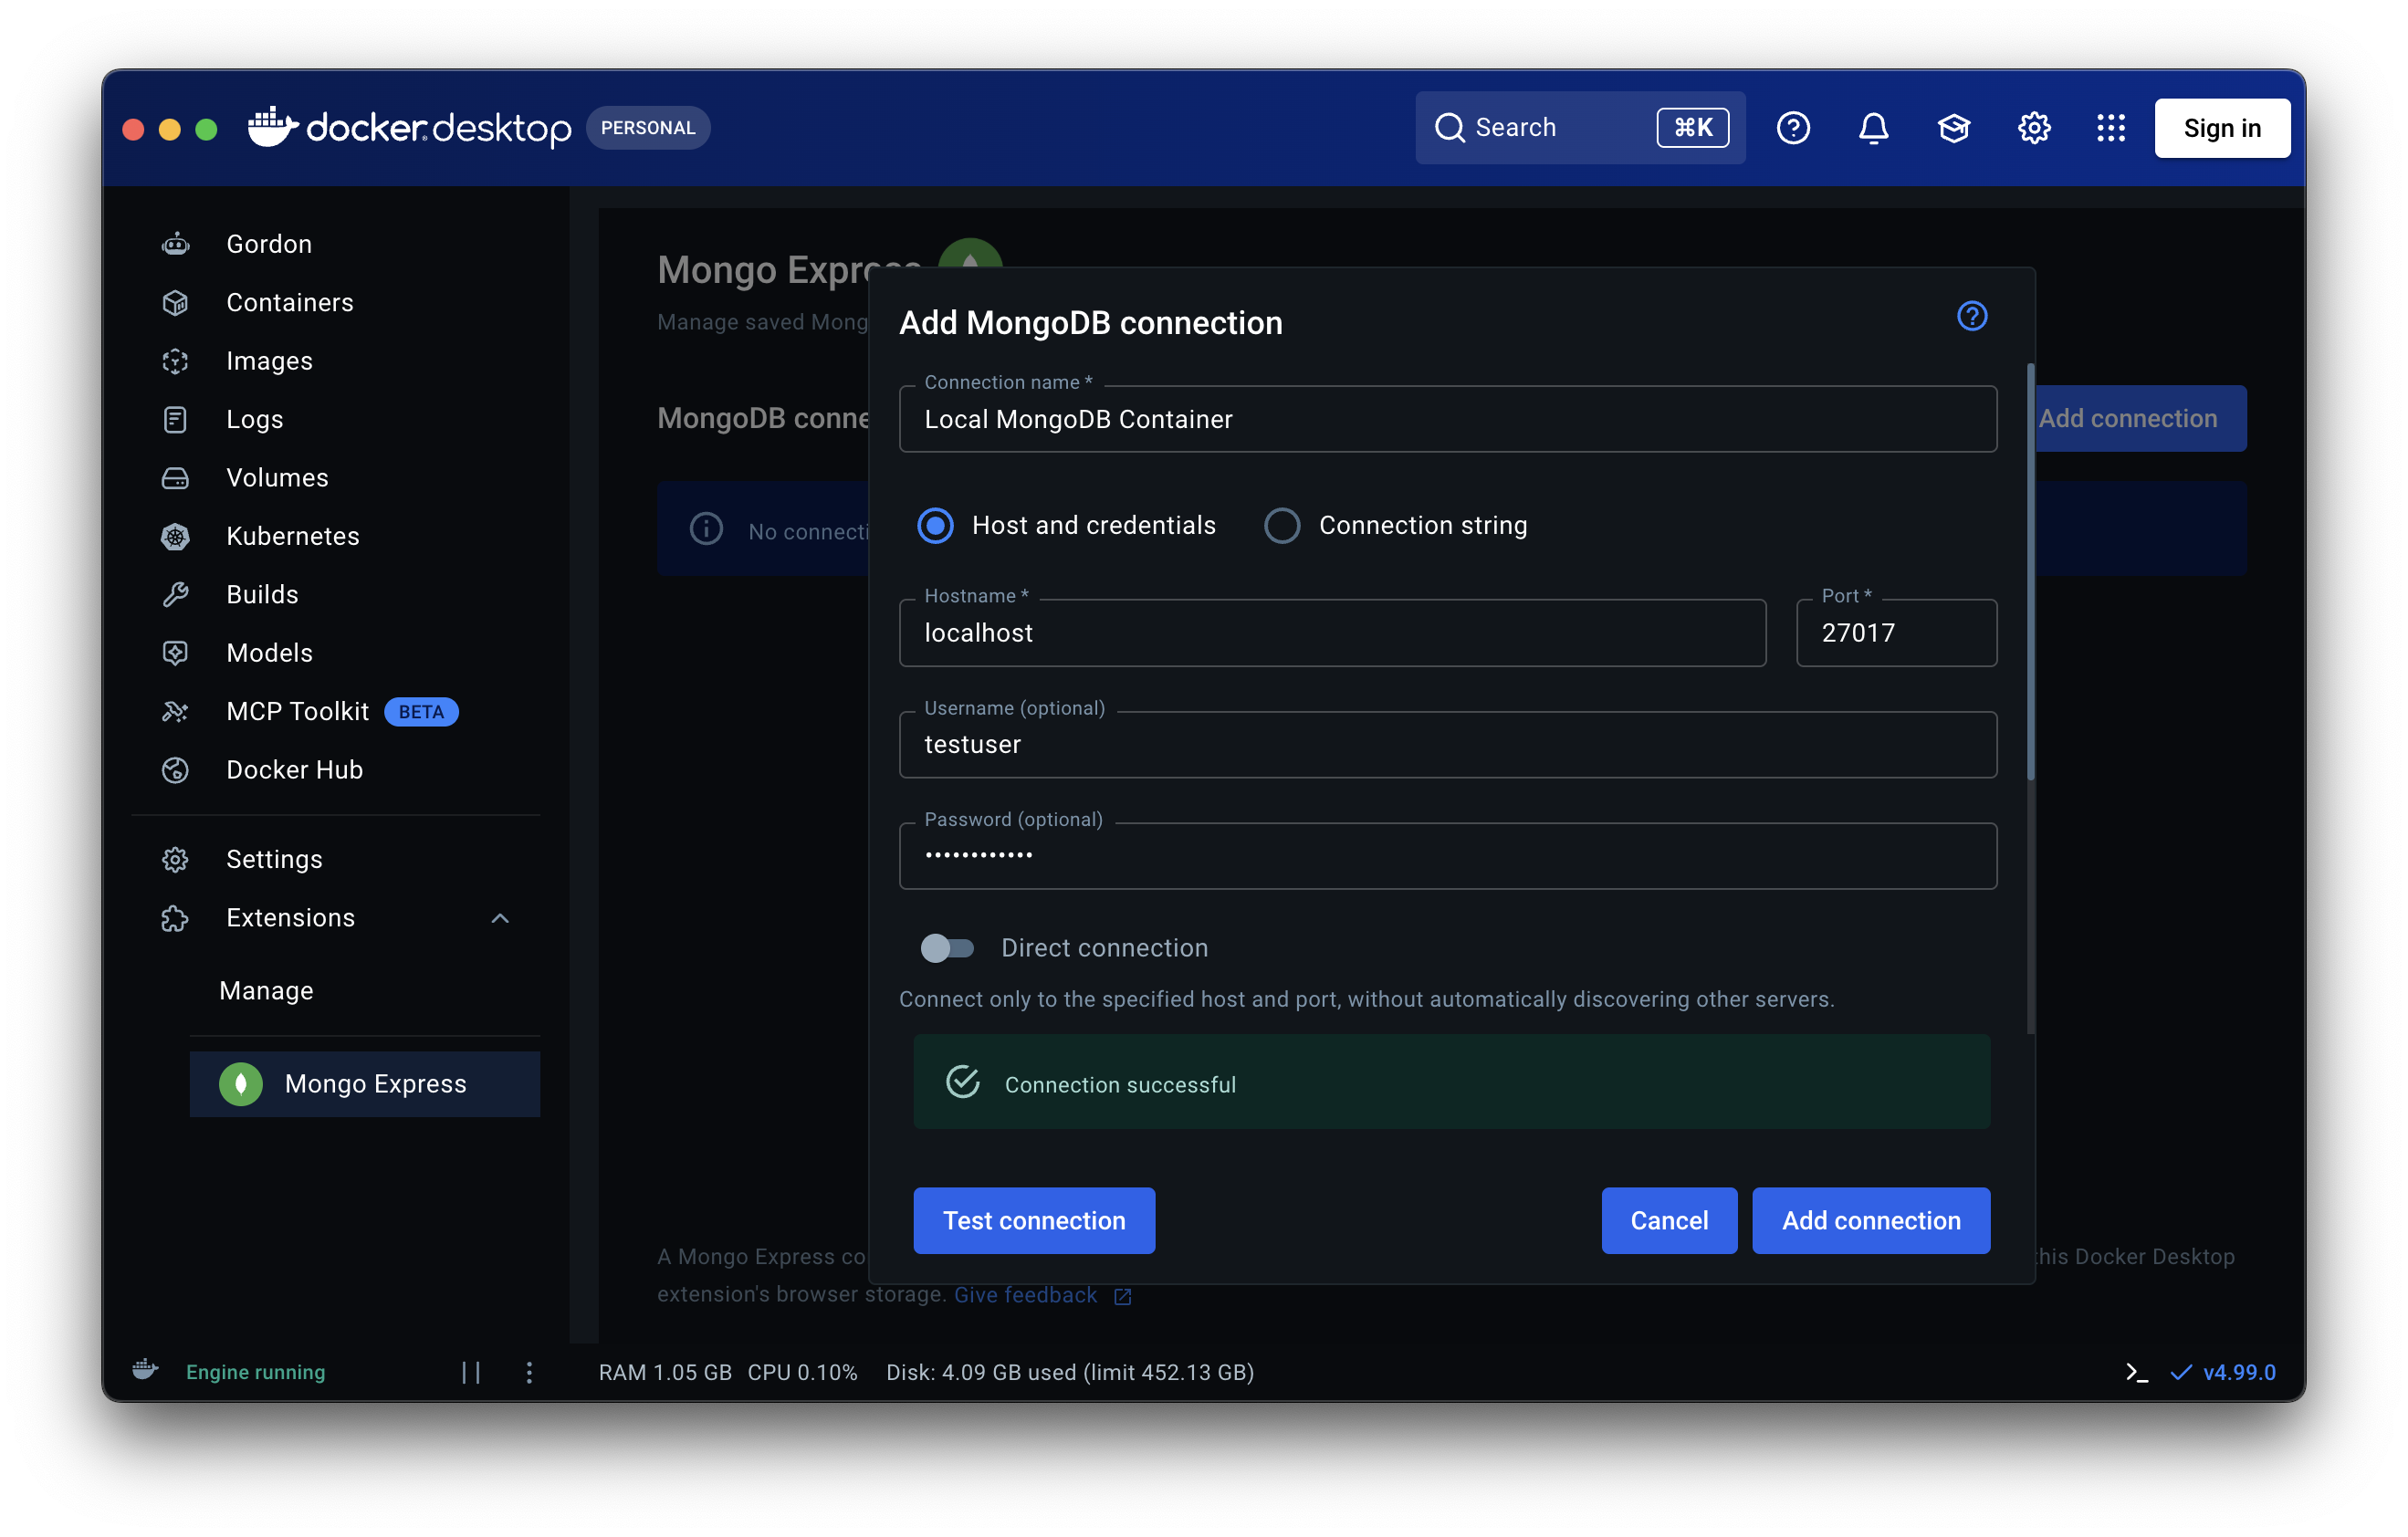 docker.desktop PERSONAL
Search ⌘K
Sign in
Gordon
Containers
Images
Logs
Volumes
Kubernetes
Builds
Models
MCP Toolkit BETA
Docker Hub
Settings
Extensions
Manage
Mongo Express
Mongo Express
Manage saved Mong
MongoDB conne
Add connection
No connecti
Add MongoDB connection
Connection name *
Local MongoDB Container
Host and credentials
Connection string
Hostname *
localhost
Port *
27017
Username (optional)
testuser
Password (optional)
••••••••••••
Direct connection
Connect only to the specified host and port, without automatically discovering other servers.
Connection successful
Test connection
Cancel
Add connection
A Mongo Express co
this Docker Desktop
extension's browser storage. Give feedback
Engine running
RAM 1.05 GB CPU 0.10% Disk: 4.09 GB used (limit 452.13 GB)
v4.99.0